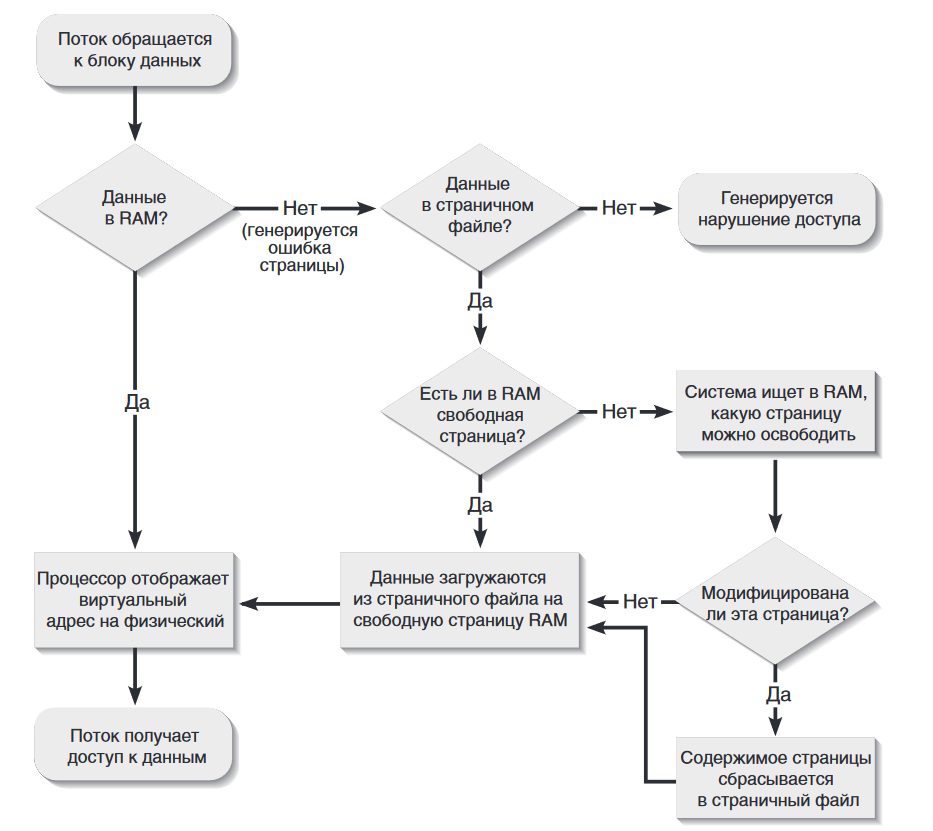 Поток обращается
к блоку данных
Данные
в RAM?
Нет
(генерируется
ошибка
страницы)
Данные
в страничном
файле?
Нет
Генерируется
нарушение доступа
Да
Да
Есть ли в RAM
свободная
страница?
Нет
Система ищет в RAM,
какую страницу
можно освободить
Да
Процессор отображает
виртуальный
адрес на физический
Данные загружаются
из страничного файла на
свободную страницу RAM
Нет
Модифицирована
ли эта страница?
Да
Поток получает
доступ к данным
Содержимое страницы
сбрасывается
в страничный файл